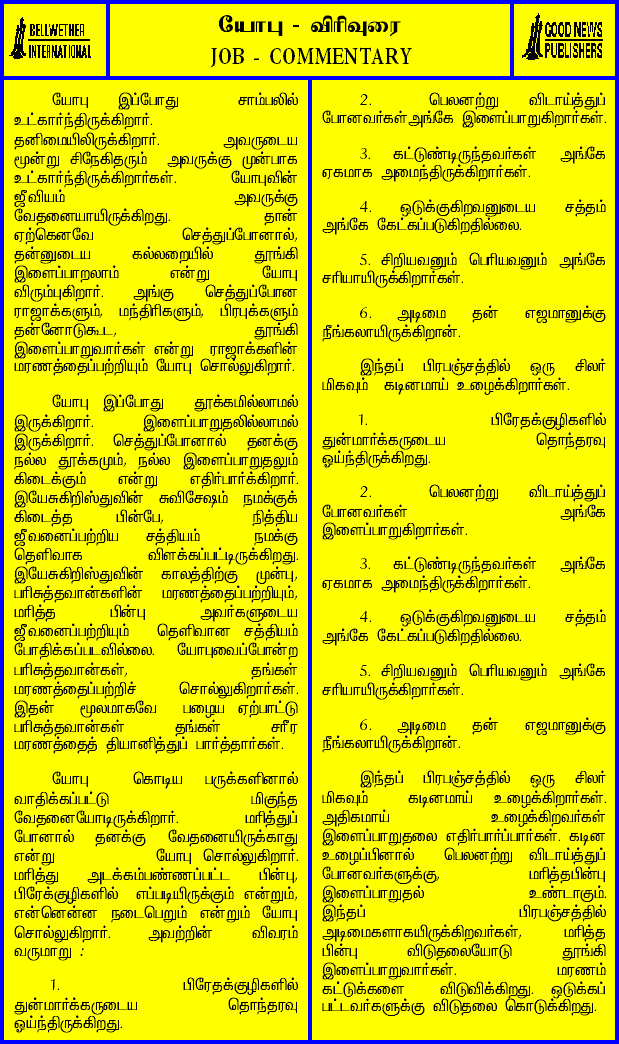 BELLWETHER
INTERNATIONAL
யோபு - விரிவுரை
JOB - COMMENTARY
GOOD NEWS
PUBLISHERS
யோபு இப்போது சாம்பலில்
உட்கார்ந்திருக்கிறார்.
தனிமையிலிருக்கிறார். அவருடைய
மூன்று சிநேகிதரும் அவருக்கு முன்பாக
உட்கார்ந்திருக்கிறார்கள். யோபுவின்
ஜீவியம் அவருக்கு
வேதனையாயிருக்கிறது. தான்
ஏற்கெனவே செத்துப்போனால்,
தன்னுடைய கல்லறையில் தூங்கி
இளைப்பாறலாம் என்று யோபு
விரும்புகிறார். அங்கு செத்துப்போன
ராஜாக்களும், மந்திரிகளும், பிரபுக்களும்
தன்னோடுகூட, தூங்கி
இளைப்பாறுவார்கள் என்று ராஜாக்களின்
மரணத்தைப்பற்றியும் யோபு சொல்லுகிறார்.
யோபு இப்போது தூக்கமில்லாமல்
இருக்கிறார். இளைப்பாறுதலில்லாமல்
இருக்கிறார். செத்துப்போனால் தனக்கு
நல்ல தூக்கமும், நல்ல இளைப்பாறுதலும்
கிடைக்கும் என்று எதிர்பார்க்கிறார்.
இயேசுகிறிஸ்துவின் சுவிசேஷம் நமக்குக்
கிடைத்த பின்பே, நித்திய
ஜீவனைப்பற்றிய சத்தியம் நமக்கு
தெளிவாக விளக்கப்பட்டிருக்கிறது.
இயேசுகிறிஸ்துவின் காலத்திற்கு முன்பு,
பரிசுத்தவான்களின் மரணத்தைப்பற்றியும்,
மரித்த பின்பு அவர்களுடைய
ஜீவனைப்பற்றியும் தெளிவான சத்தியம்
போதிக்கப்படவில்லை. யோபுவைப்போன்ற
பரிசுத்தவான்கள், தங்கள்
மரணத்தைப்பற்றிச் சொல்லுகிறார்கள்.
இதன் மூலமாகவே பழைய ஏற்பாட்டு
பரிசுத்தவான்கள் தங்கள் சரீர
மரணத்தைத் தியானித்துப் பார்த்தார்கள்.
யோபு கொடிய பருக்களினால்
வாதிக்கப்பட்டு மிகுந்த
வேதனையோடிருக்கிறார். மரித்துப்
போனால் தனக்கு வேதனையிருக்காது
என்று யோபு சொல்லுகிறார்.
மரித்து அடக்கம்பண்ணப்பட்ட பின்பு,
பிரேக்குழிகளில் எப்படியிருக்கும் என்றும்,
என்னென்ன நடைபெறும் என்றும் யோபு
சொல்லுகிறார். அவற்றின் விவரம்
வருமாறு :
1. பிரேதக்குழிகளில்
துன்மார்க்கருடைய தொந்தரவு
ஓய்ந்திருக்கிறது.
2. பெலனற்று விடாய்த்துப்
போனவர்கள்அங்கே இளைப்பாறுகிறார்கள்.
3. கட்டுண்டிருந்தவர்கள் அங்கே
ஏகமாக அமைந்திருக்கிறார்கள்.
4. ஒடுக்குகிறவனுடைய சத்தம்
அங்கே கேட்கப்படுகிறதில்லை.
5. சிறியவனும் பெரியவனும் அங்கே
சரியாயிருக்கிறார்கள்.
6. அடிமை தன் எஜமானுக்கு
நீங்கலாயிருக்கிறான்.
இந்தப் பிரபஞ்சத்தில் ஒரு சிலர்
மிகவும் கடினமாய் உழைக்கிறார்கள்.
1. பிரேதக்குழிகளில்
துன்மார்க்கருடைய தொந்தரவு
ஓய்ந்திருக்கிறது.
2. பெலனற்று விடாய்த்துப்
போனவர்கள் அங்கே
இளைப்பாறுகிறார்கள்.
3. கட்டுண்டிருந்தவர்கள் அங்கே
ஏகமாக அமைந்திருக்கிறார்கள்.
4. ஒடுக்குகிறவனுடைய சத்தம்
அங்கே கேட்கப்படுகிறதில்லை.
5. சிறியவனும் பெரியவனும் அங்கே
சரியாயிருக்கிறார்கள்.
6. அடிமை தன் எஜமானுக்கு
நீங்கலாயிருக்கிறான்.
இந்தப் பிரபஞ்சத்தில் ஒரு சிலர்
மிகவும் கடினமாய் உழைக்கிறார்கள்.
அதிகமாய் உழைக்கிறவர்கள்
இளைப்பாறுதலை எதிர்பார்ப்பார்கள். கடின
உழைப்பினால் பெலனற்று விடாய்த்துப்
போனவர்களுக்கு, மரித்தபின்பு
இளைப்பாறுதல் உண்டாகும்.
இந்தப் பிரபஞ்சத்தில்
அடிமைகளாகயிருக்கிறவர்கள், மரித்த
பின்பு விடுதலையோடு தூங்கி
இளைப்பாறுவார்கள். மரணம்
கட்டுக்களை விடுவிக்கிறது. ஒடுக்கப்
பட்டவர்களுக்கு விடுதலை கொடுக்கிறது.